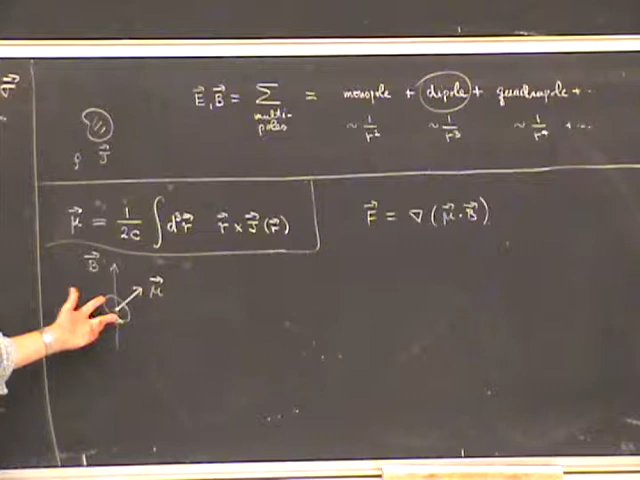 σ⃗
E⃗, B⃗ = ∑ = monopole + dipole + quadrupole + ...
multi-
poles
~ 1/r² ~ 1/r³ ~ 1/r⁴ + ...
ρ J⃗
μ⃗ = 1/2c ∫ d³r⃗ r⃗ × J⃗(r⃗)
F⃗ = ∇(μ⃗·B⃗)
B⃗
μ⃗